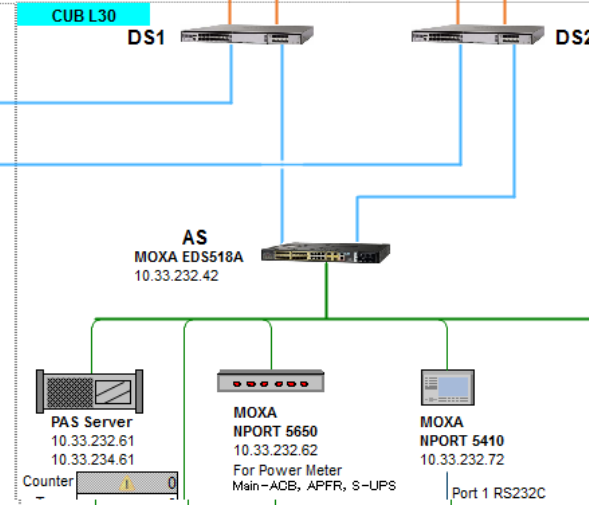 CUB L30
DS1
DS2
AS
MOXA EDS518A
10.33.232.42
PAS Server
10.33.232.61
10.33.234.61
Counter
0
MOXA
NPORT 5650
10.33.232.62
For Power Meter
Main-ACB, APFR, S-UPS
MOXA
NPORT 5410
10.33.232.72
Port 1 RS232C